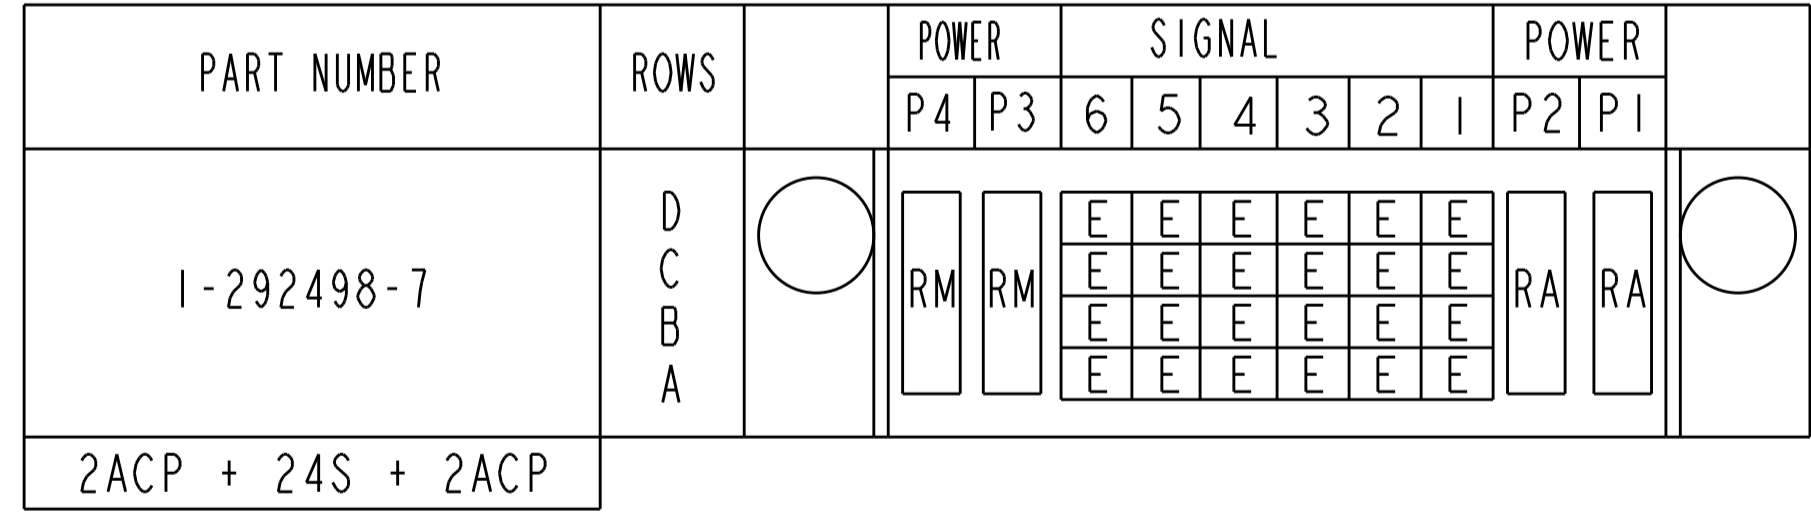 PART NUMBER ROWS POWER SIGNAL POWER
P4 P3 6 5 4 3 2 1 P2 P1
D E E E E E E
C E E E E E E
1-292498-7 RM RM RA RA
B E E E E E E
A E E E E E E
2ACP + 24S + 2ACP